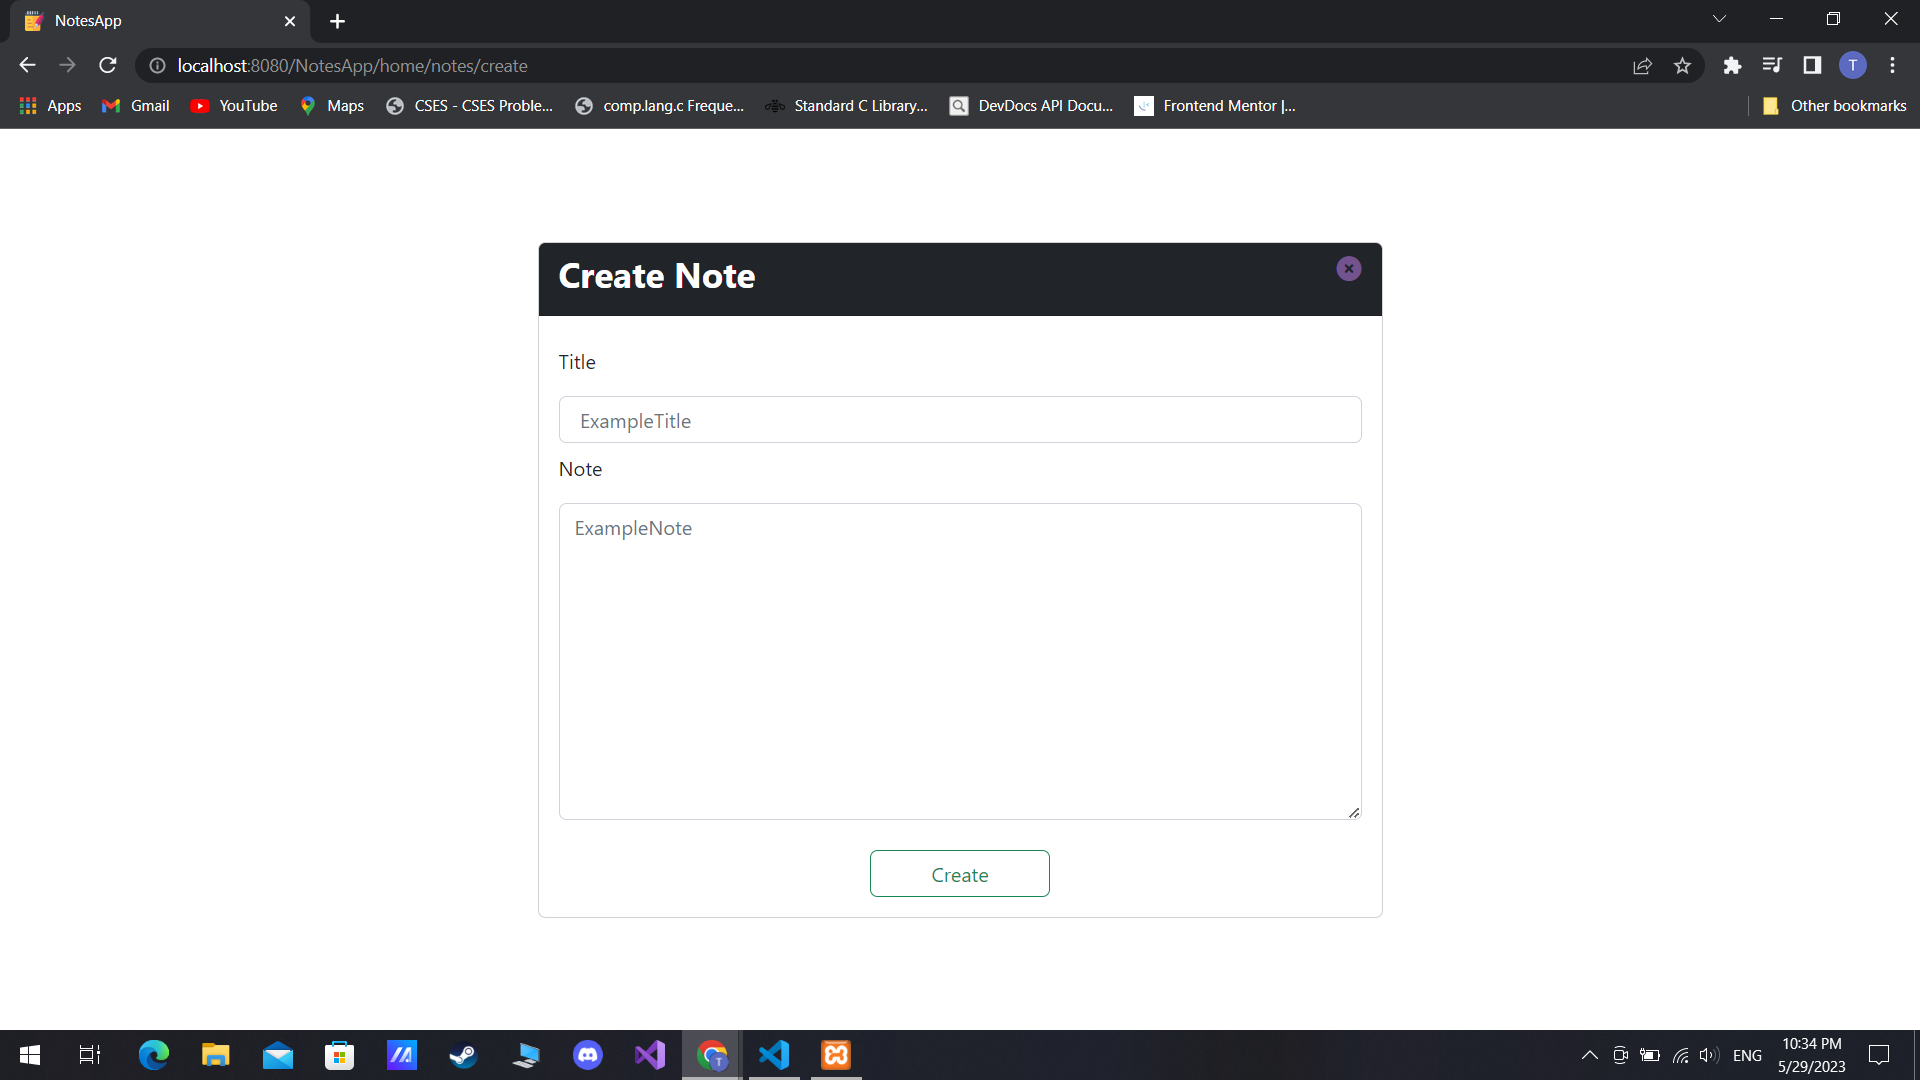 NotesApp
localhost:8080/NotesApp/home/notes/create
T
Apps
Gmail
YouTube
Maps
CSES - CSES Proble...
comp.lang.c Freque...
Standard C Library...
DevDocs API Docu...
Frontend Mentor |...
Other bookmarks
Create Note
Title
ExampleTitle
Note
ExampleNote
Create
T
ENG
10:34 PM
5/29/2023